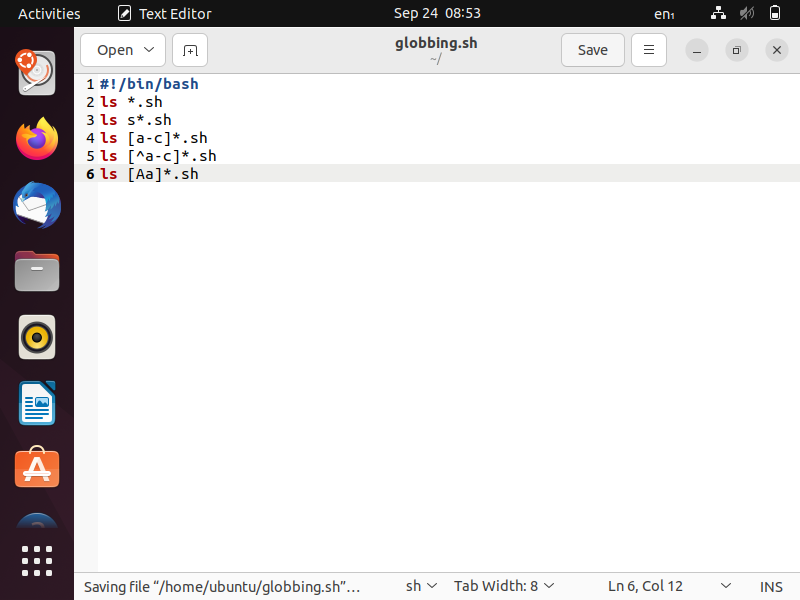 Activities Text Editor Sep 24 08:53 en₁
Open globbing.sh Save
~/
1 #!/bin/bash
2 ls *.sh
3 ls s*.sh
4 ls [a-c]*.sh
5 ls [^a-c]*.sh
6 ls [Aa]*.sh
Saving file “/home/ubuntu/globbing.sh”… sh Tab Width: 8 Ln 6, Col 12 INS